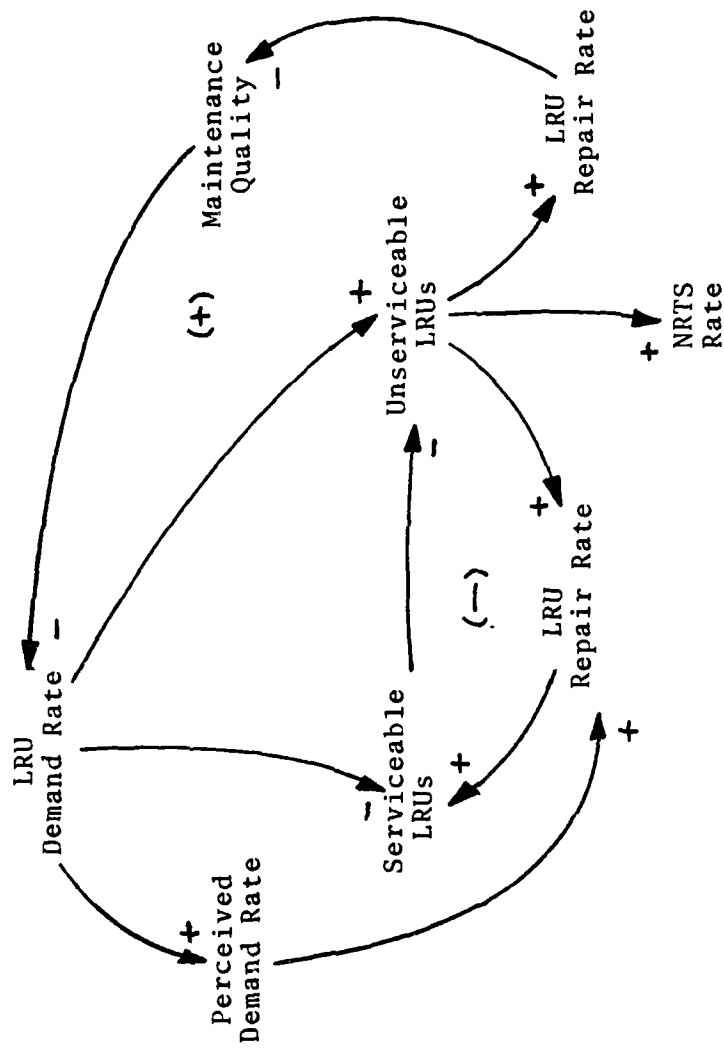 LRU
Demand Rate
-
+
Perceived
Demand Rate
(+)
Maintenance
Quality
-
-
Serviceable
LRUs
+
-
+
Unserviceable
LRUs
(-)
+
LRU
Repair Rate
+
+
LRU
Repair Rate
+
NRTS
Rate